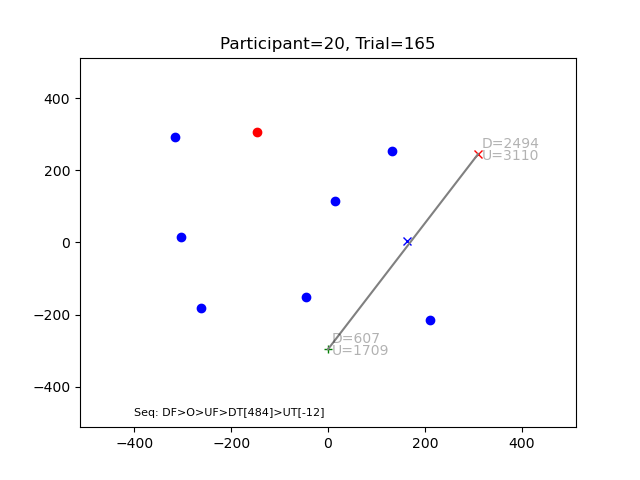 Participant=20, Trial=165
400
200
0
−200
−400
D=2494
U=3110
D=607
U=1709
Seq: DF>O>UF>DT[484]>UT[-12]
−400
−200
0
200
400